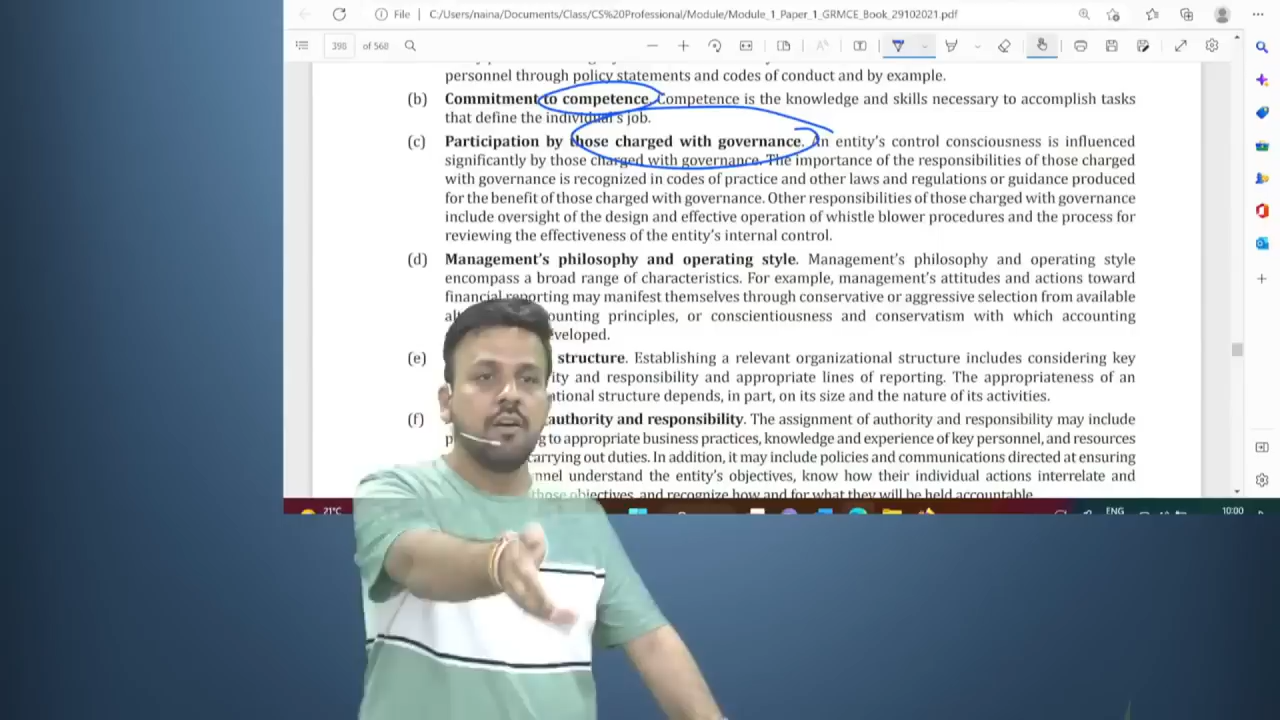 File
C:/Users/naina/Documents/Class/CS%20Professional/Module/Module_1_Paper_1_GRMCE_Book_29102021.pdf
398 of 568
personnel through policy statements and codes of conduct and by example.
(b) Commitment to competence. Competence is the knowledge and skills necessary to accomplish tasks
that define the individual's job.
(c) Participation by those charged with governance. An entity's control consciousness is influenced
significantly by those charged with governance. The importance of the responsibilities of those charged
with governance is recognized in codes of practice and other laws and regulations or guidance produced
for the benefit of those charged with governance. Other responsibilities of those charged with governance
include oversight of the design and effective operation of whistle blower procedures and the process for
reviewing the effectiveness of the entity's internal control.
(d) Management's philosophy and operating style. Management's philosophy and operating style
encompass a broad range of characteristics. For example, management's attitudes and actions toward
financial reporting may manifest themselves through conservative or aggressive selection from available
ounting principles, or conscientiousness and conservatism with which accounting
veloped.
(e) structure. Establishing a relevant organizational structure includes considering key
ity and responsibility and appropriate lines of reporting. The appropriateness of an
tional structure depends, in part, on its size and the nature of its activities.
(f) authority and responsibility. The assignment of authority and responsibility may include
to appropriate business practices, knowledge and experience of key personnel, and resources
carrying out duties. In addition, it may include policies and communications directed at ensuring
nnel understand the entity's objectives, know how their individual actions interrelate and
those objectives, and recognize how and for what they will be held accountable.
21°C
ENG
10:00